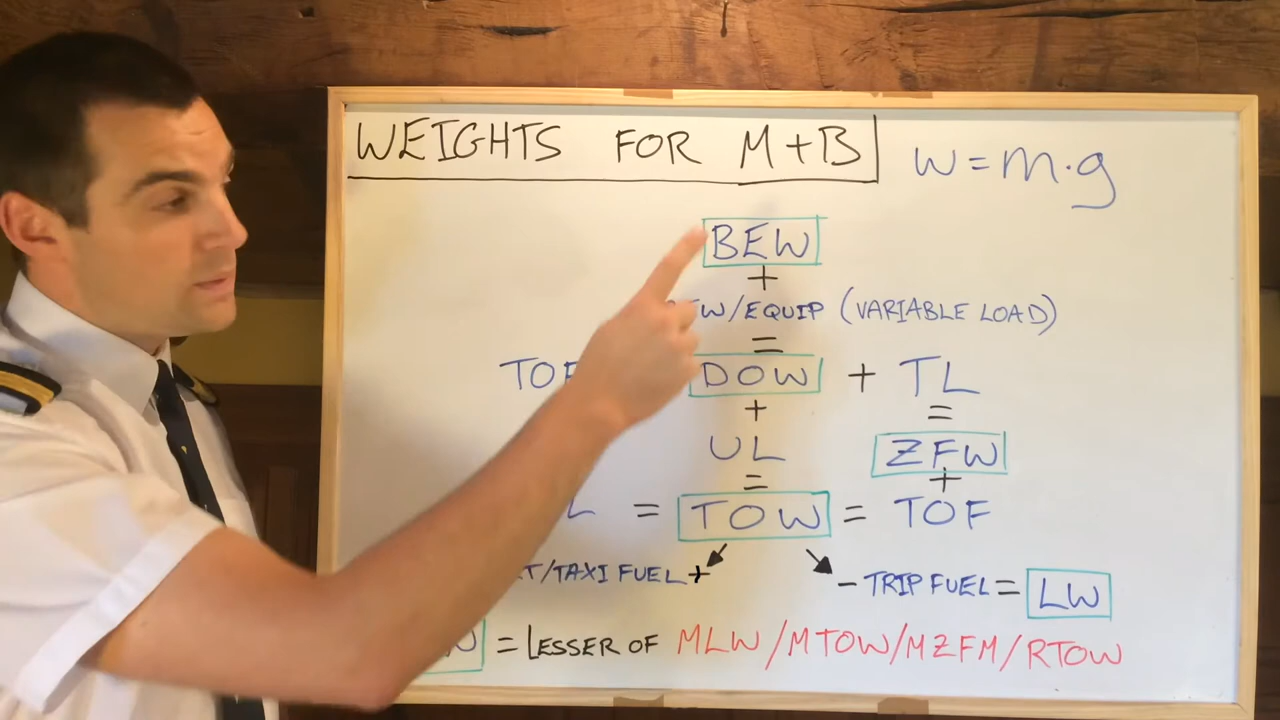 WEIGHTS FOR M+B
W=m.g
BEW
+
/EQUIP (VARIABLE LOAD)
=
DOW + TL
+ =
UL ZFW
= +
= TOW = TOF
/TAXI FUEL +
- TRIP FUEL = LW
= LESSER OF MLW/MTOW/MZFM/RTOW